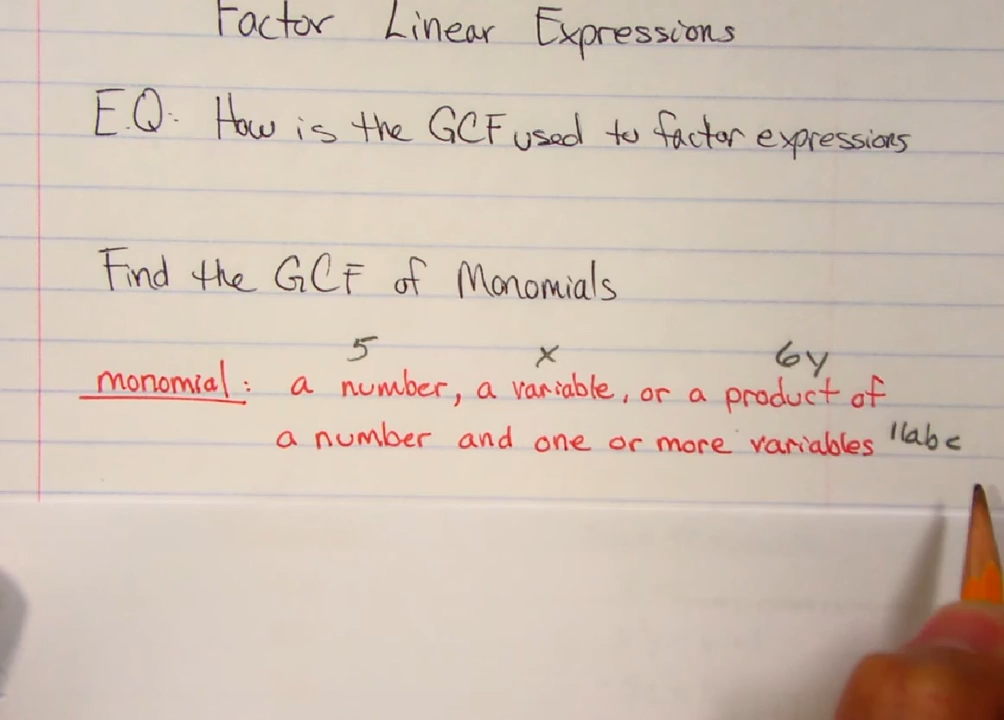 Factor Linear Expressions
E.Q: How is the GCF used to factor expressions
Find the GCF of Monomials
5 x 6y
monomial: a number, a variable, or a product of
a number and one or more variables 11abc